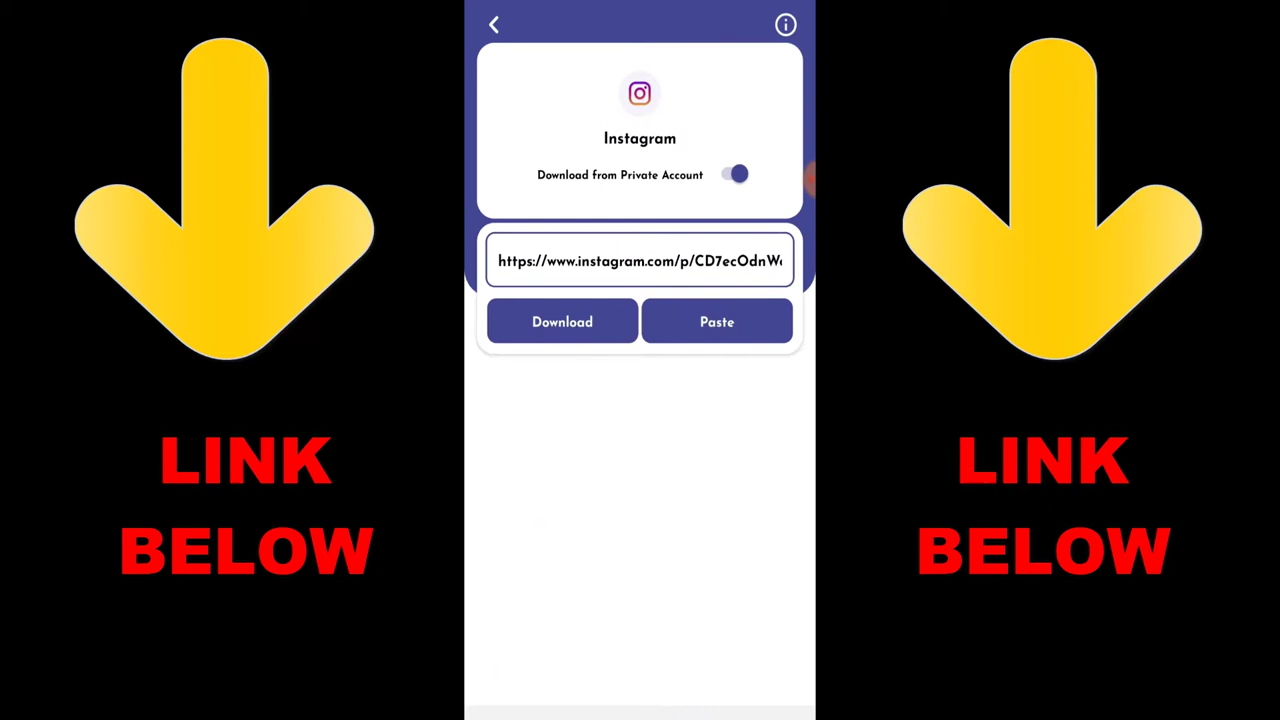 Instagram
Download from Private Account
https://www.instagram.com/p/CD7ecOdnW
Download
Paste
LINK
BELOW
LINK
BELOW